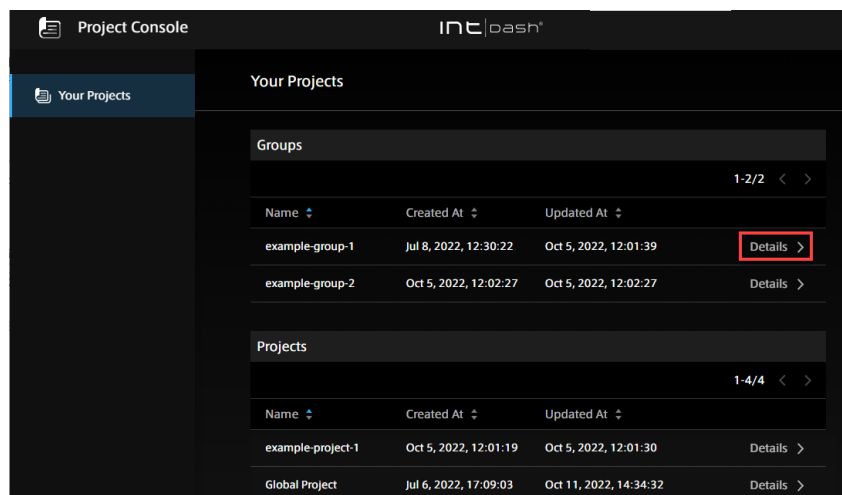 Project Console
INT|DASH®
Your Projects
Your Projects
Groups
1-2/2
Name Created At Updated At
example-group-1 Jul 8, 2022, 12:30:22 Oct 5, 2022, 12:01:39 Details
example-group-2 Oct 5, 2022, 12:02:27 Oct 5, 2022, 12:02:27 Details
Projects
1-4/4
Name Created At Updated At
example-project-1 Oct 5, 2022, 12:01:19 Oct 5, 2022, 12:01:30 Details
Global Project Jul 6, 2022, 17:09:03 Oct 11, 2022, 14:34:32 Details